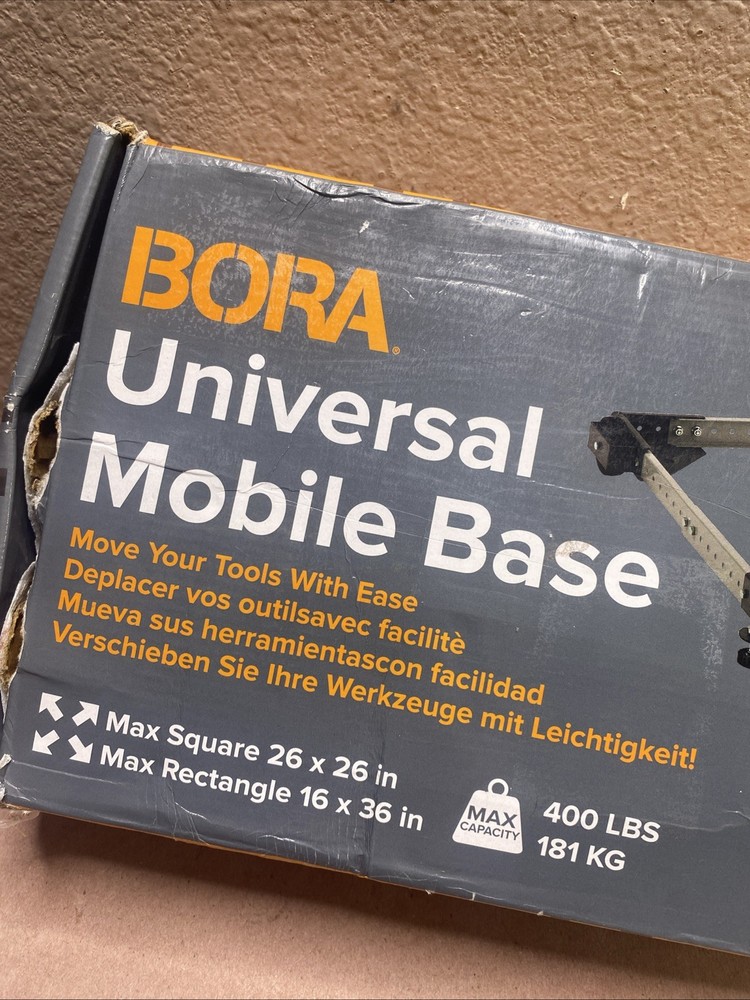 BORA®
Universal
Mobile Base
Move Your Tools With Ease
Deplacer vos outilsavec facilitè
Mueva sus herramientascon facilidad
Verschieben Sie Ihre Werkzeuge mit Leichtigkeit!
Max Square 26 x 26 in
Max Rectangle 16 x 36 in
MAX
CAPACITY
400 LBS
181 KG